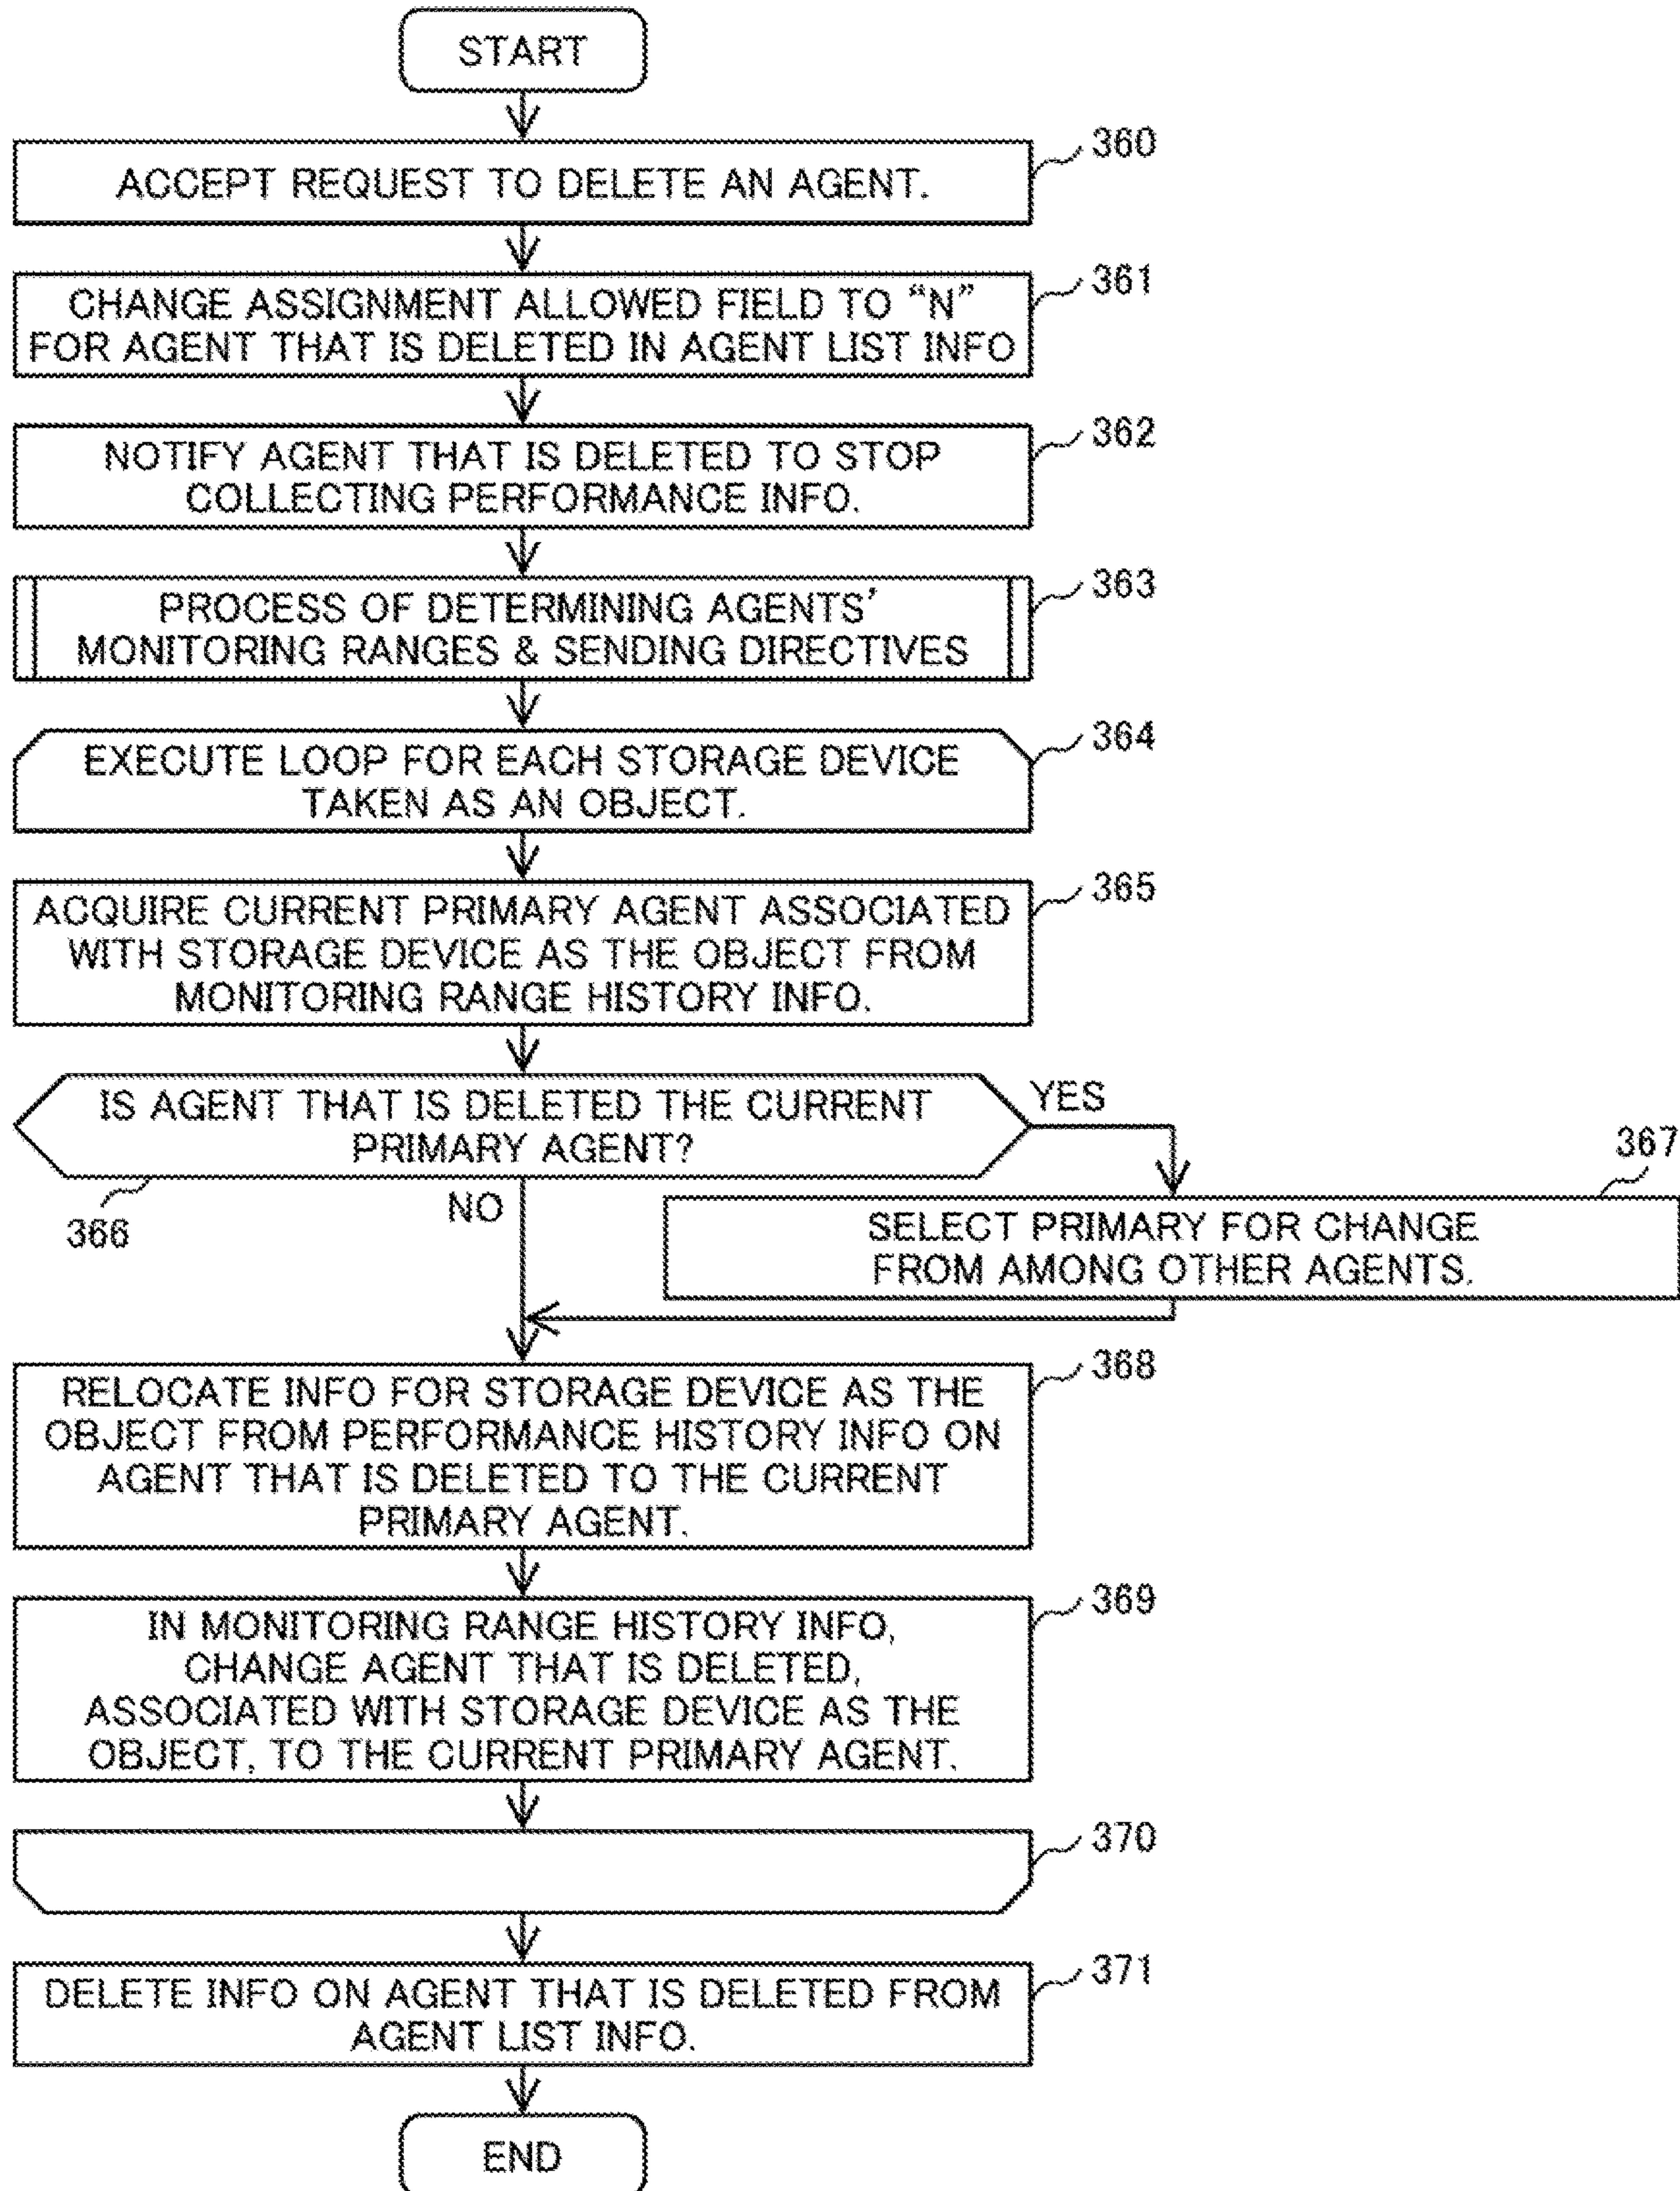 START
360
ACCEPT REQUEST TO DELETE AN AGENT.
361
CHANGE ASSIGNMENT ALLOWED FIELD TO “N”
FOR AGENT THAT IS DELETED IN AGENT LIST INFO
362
NOTIFY AGENT THAT IS DELETED TO STOP
COLLECTING PERFORMANCE INFO.
363
PROCESS OF DETERMINING AGENTS’
MONITORING RANGES & SENDING DIRECTIVES
364
EXECUTE LOOP FOR EACH STORAGE DEVICE
TAKEN AS AN OBJECT.
365
ACQUIRE CURRENT PRIMARY AGENT ASSOCIATED
WITH STORAGE DEVICE AS THE OBJECT FROM
MONITORING RANGE HISTORY INFO.
IS AGENT THAT IS DELETED THE CURRENT
PRIMARY AGENT?
YES
366
NO
367
SELECT PRIMARY FOR CHANGE
FROM AMONG OTHER AGENTS.
368
RELOCATE INFO FOR STORAGE DEVICE AS THE
OBJECT FROM PERFORMANCE HISTORY INFO ON
AGENT THAT IS DELETED TO THE CURRENT
PRIMARY AGENT.
369
IN MONITORING RANGE HISTORY INFO,
CHANGE AGENT THAT IS DELETED,
ASSOCIATED WITH STORAGE DEVICE AS THE
OBJECT, TO THE CURRENT PRIMARY AGENT.
370
371
DELETE INFO ON AGENT THAT IS DELETED FROM
AGENT LIST INFO.
END